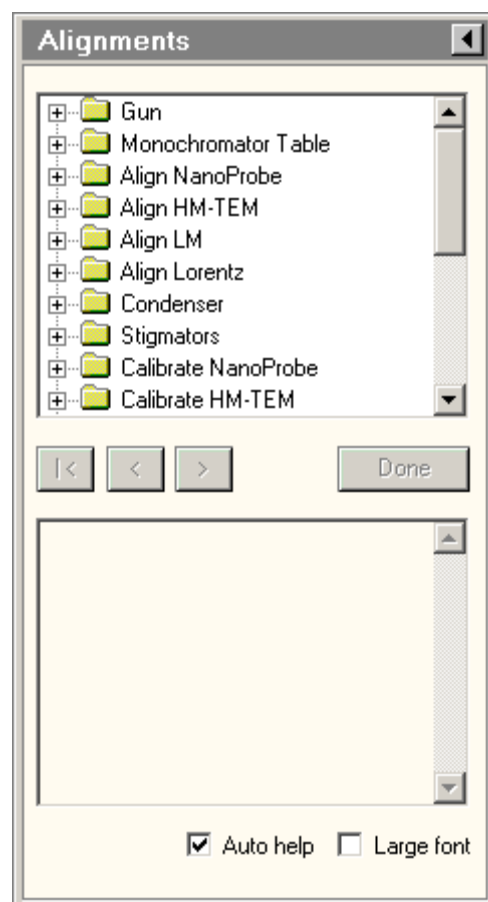 Alignments
Gun
Monochromator Table
Align NanoProbe
Align HM-TEM
Align LM
Align Lorentz
Condenser
Stigmators
Calibrate NanoProbe
Calibrate HM-TEM
|< < > Done
Auto help Large font